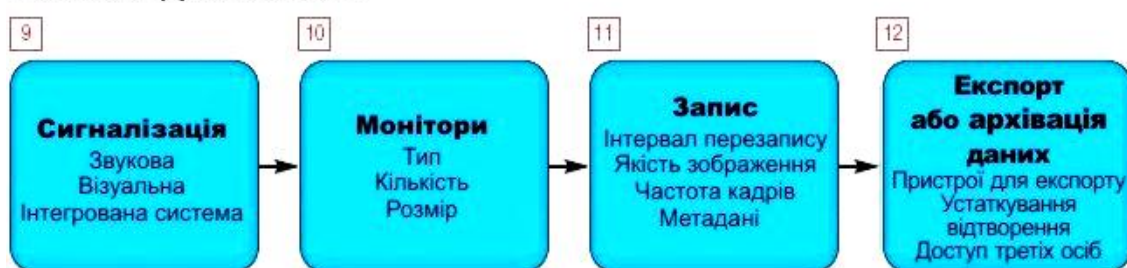 9
Сигналізація
Звукова
Візуальна
Інтегрована система
10
Монітори
Тип
Кількість
Розмір
11
Запис
Інтервал перезапису
Якість зображення
Частота кадрів
Метадані
12
Експорт
або архівація
даних
Пристрої для експорту
Устаткування
відтворення
Доступ третіх осіб